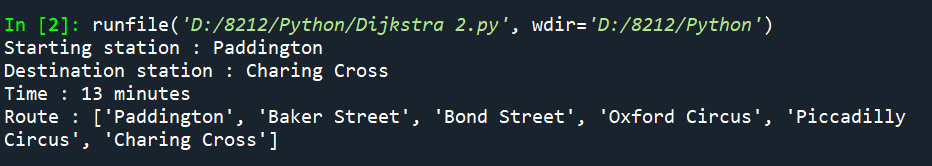 In [2]: runfile('D:/8212/Python/Dijkstra 2.py', wdir='D:/8212/Python')
Starting station : Paddington
Destination station : Charing Cross
Time : 13 minutes
Route : ['Paddington', 'Baker Street', 'Bond Street', 'Oxford Circus', 'Piccadilly
Circus', 'Charing Cross']